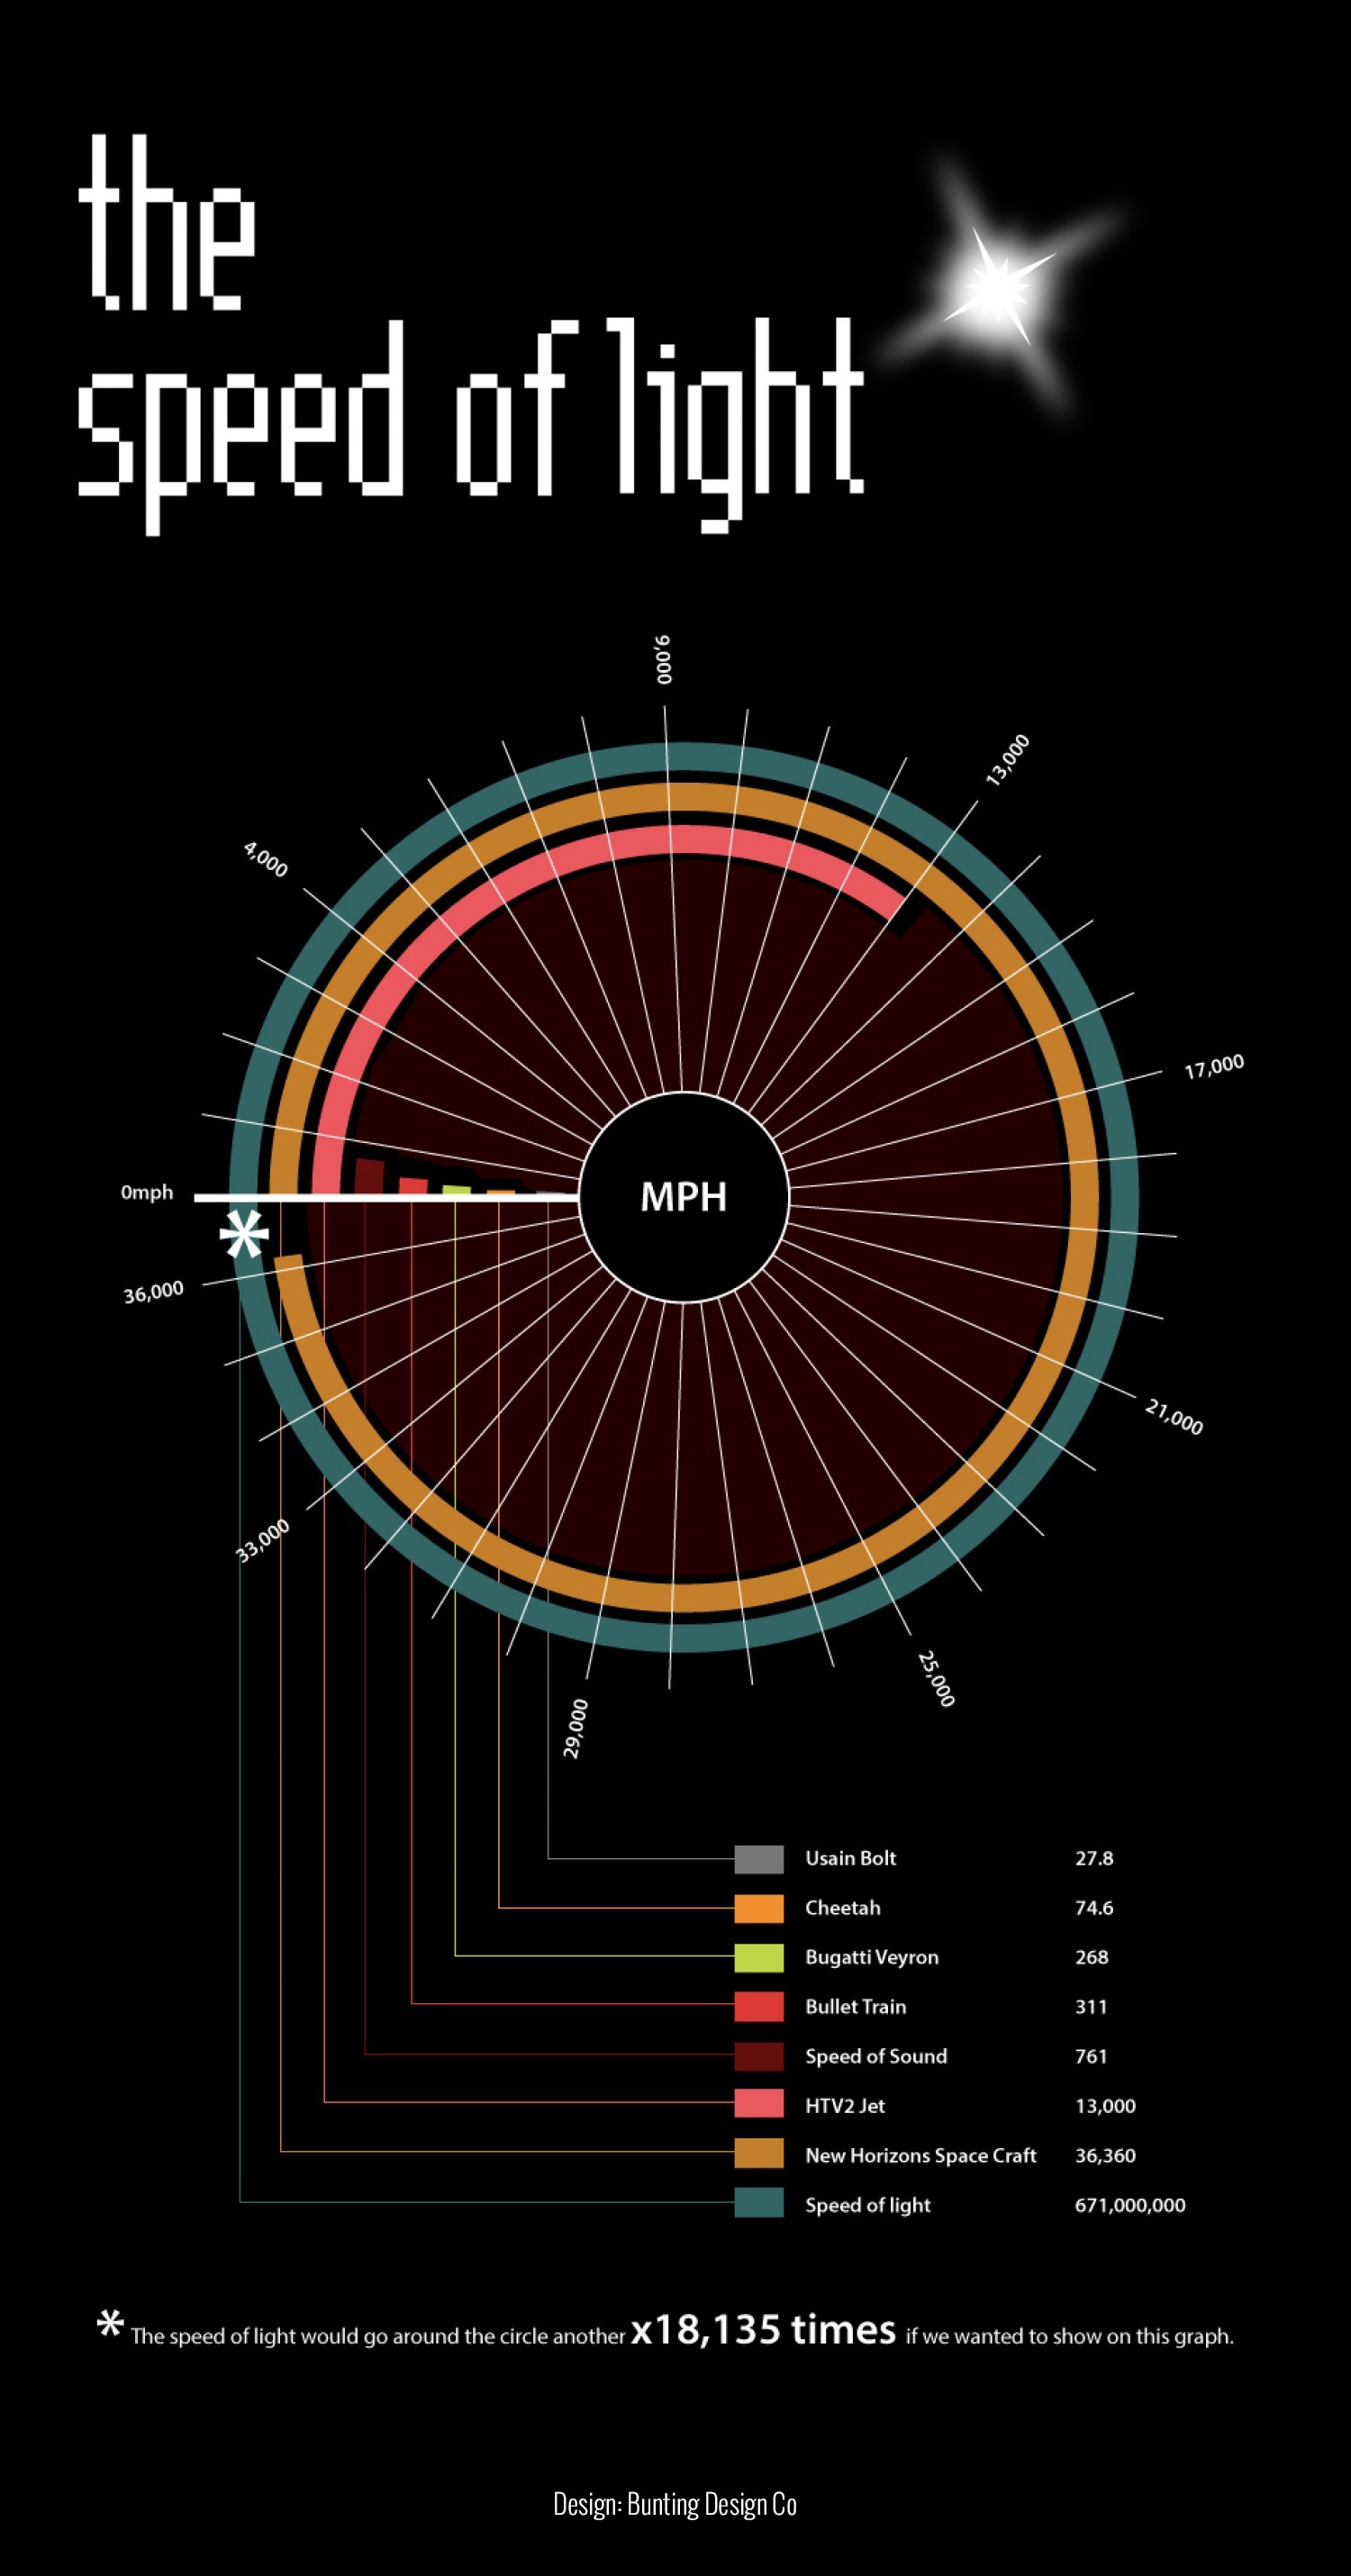 the
speed of light
9,000
13,000
4,000
17,000
0mph
MPH
*
36,000
21,000
33,000
25,000
29,000
Usain Bolt 27.8
Cheetah 74.6
Bugatti Veyron 268
Bullet Train 311
Speed of Sound 761
HTV2 Jet 13,000
New Horizons Space Craft 36,360
Speed of light 671,000,000
* The speed of light would go around the circle another x18,135 times if we wanted to show on this graph.
Design: Bunting Design Co